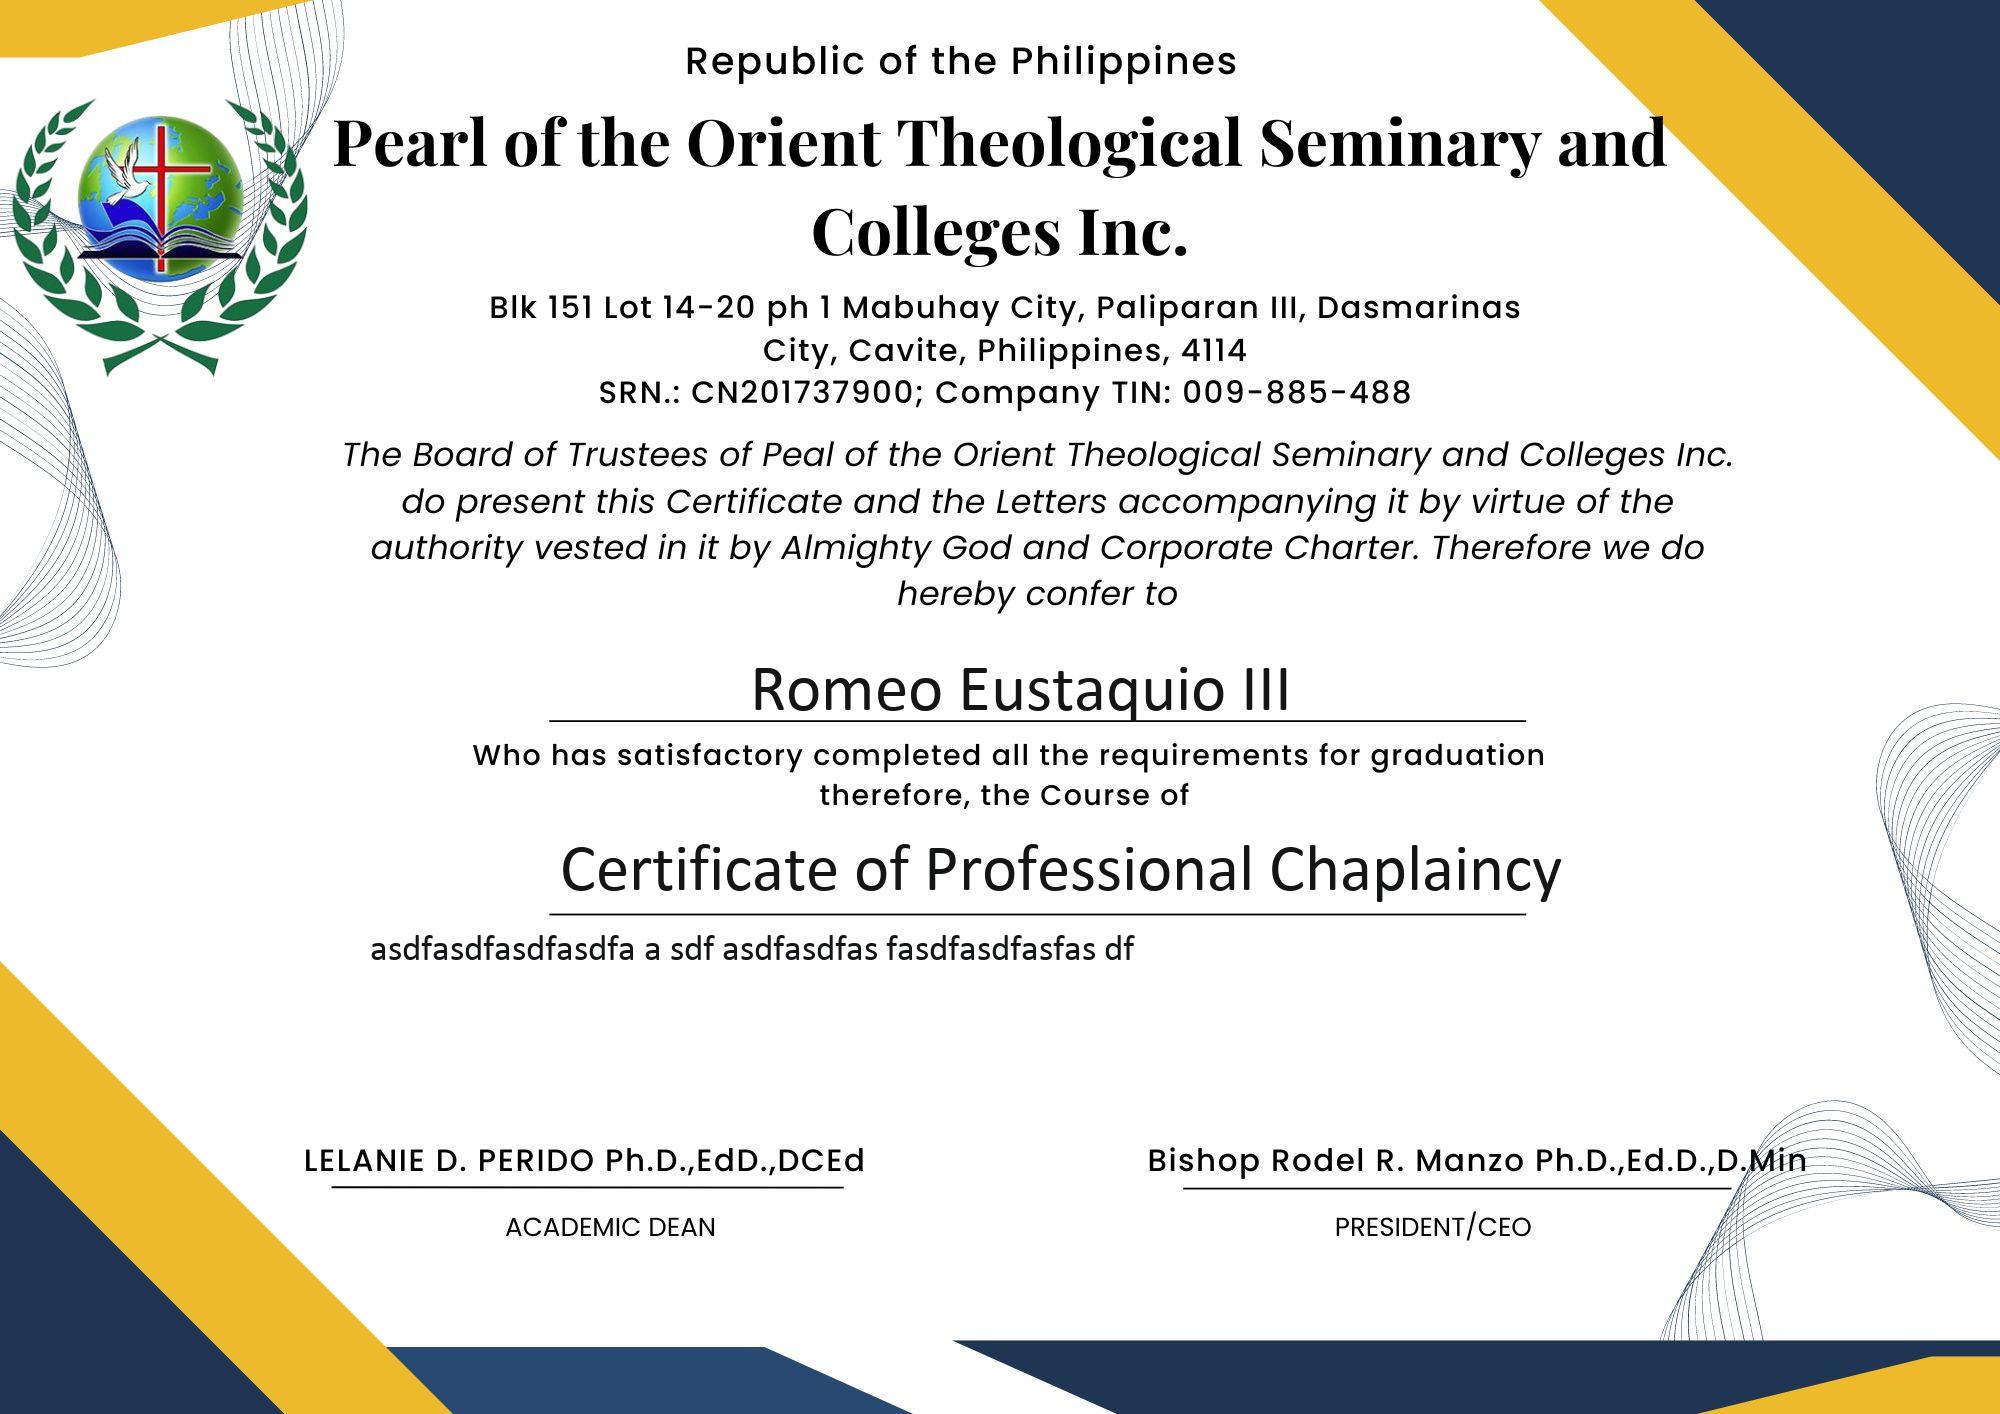 Republic of the Philippines
Pearl of the Orient Theological Seminary and
Colleges Inc.
Blk 151 Lot 14-20 ph 1 Mabuhay City, Paliparan III, Dasmarinas
City, Cavite, Philippines, 4114
SRN.: CN201737900; Company TIN: 009-885-488
The Board of Trustees of Peal of the Orient Theological Seminary and Colleges Inc.
do present this Certificate and the Letters accompanying it by virtue of the
authority vested in it by Almighty God and Corporate Charter. Therefore we do
hereby confer to
Romeo Eustaquio III
Who has satisfactory completed all the requirements for graduation
therefore, the Course of
Certificate of Professional Chaplaincy
asdfasdfasdfasdfa a sdf asdfasdfas fasdfasdfasfas df
LELANIE D. PERIDO Ph.D.,EdD.,DCEd
Bishop Rodel R. Manzo Ph.D.,Ed.D.,D.Min
ACADEMIC DEAN
PRESIDENT/CEO